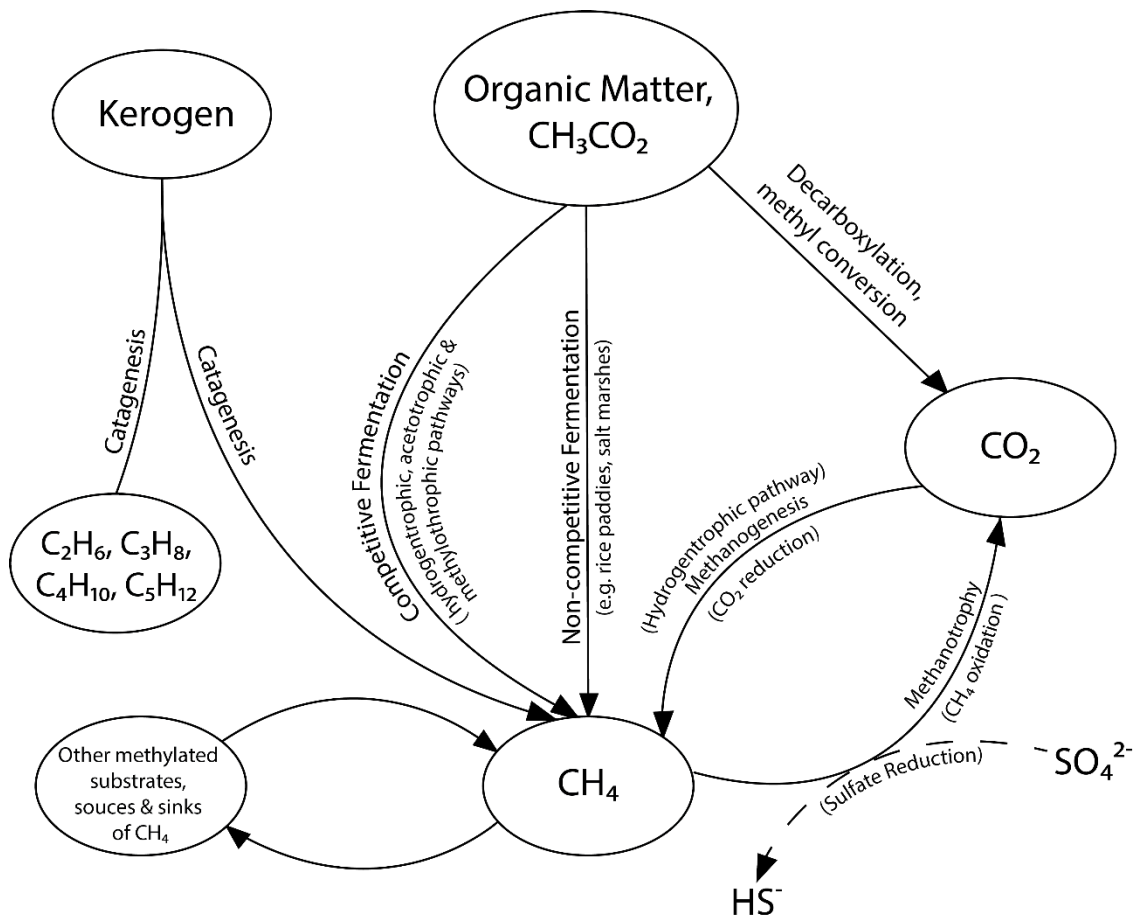 Kerogen
Organic Matter,
CH₃CO₂
Decarboxylation,
methyl conversion
Catagenesis
Catagenesis
Competitive Fermentation
(hydrogentrophic, acetotrophic &
methylothrophic pathways)
Non-competitive Fermentation
(e.g. rice paddies, salt marshes)
CO₂
C₂H₆, C₃H₈,
C₄H₁₀, C₅H₁₂
(Hydrogentrophic pathway)
Methanogenesis
(CO₂ reduction)
Methanotrophy
(CH₄ oxidation )
Other methylated
substrates,
souces & sinks
of CH₄
CH₄
(Sulfate Reduction)
SO₄²⁻
HS⁻